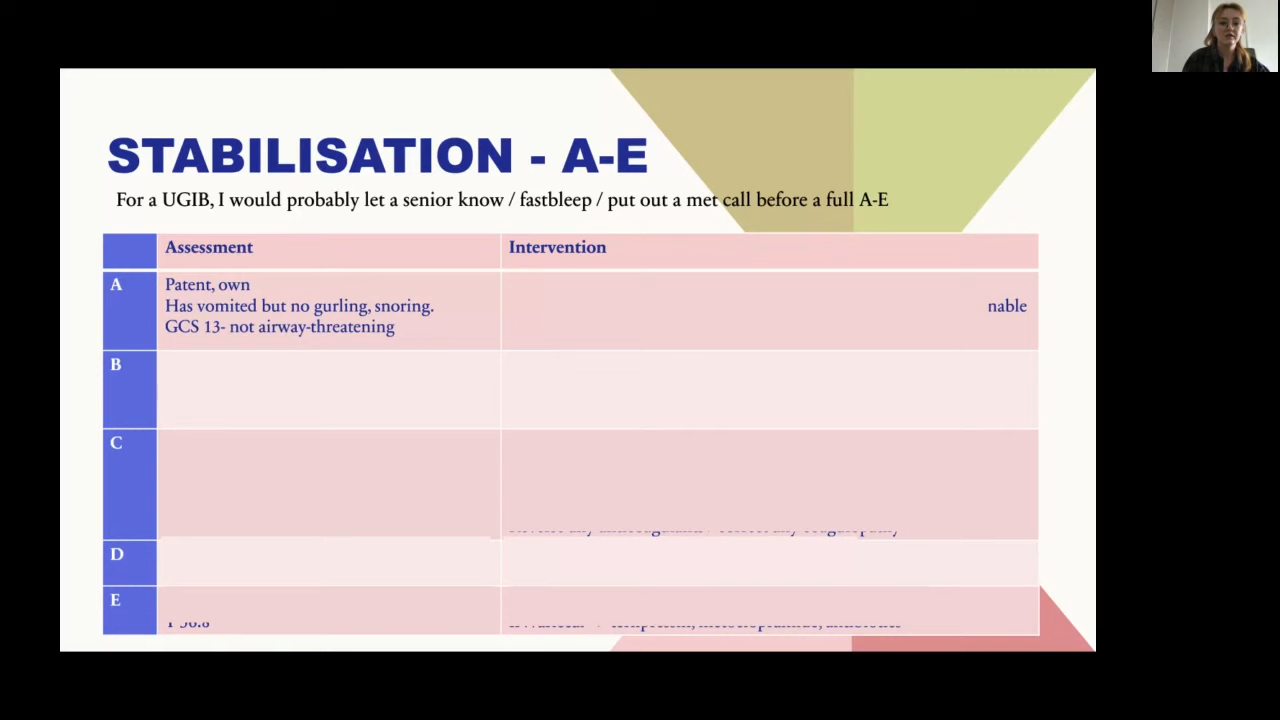 STABILISATION - A-E
For a UGIB, I would probably let a senior know / fastbleep / put out a met call before a full A-E
Assessment
Intervention
A
Patent, own
Has vomited but no gurling, snoring.
GCS 13- not airway-threatening
nable
B
C
D
E